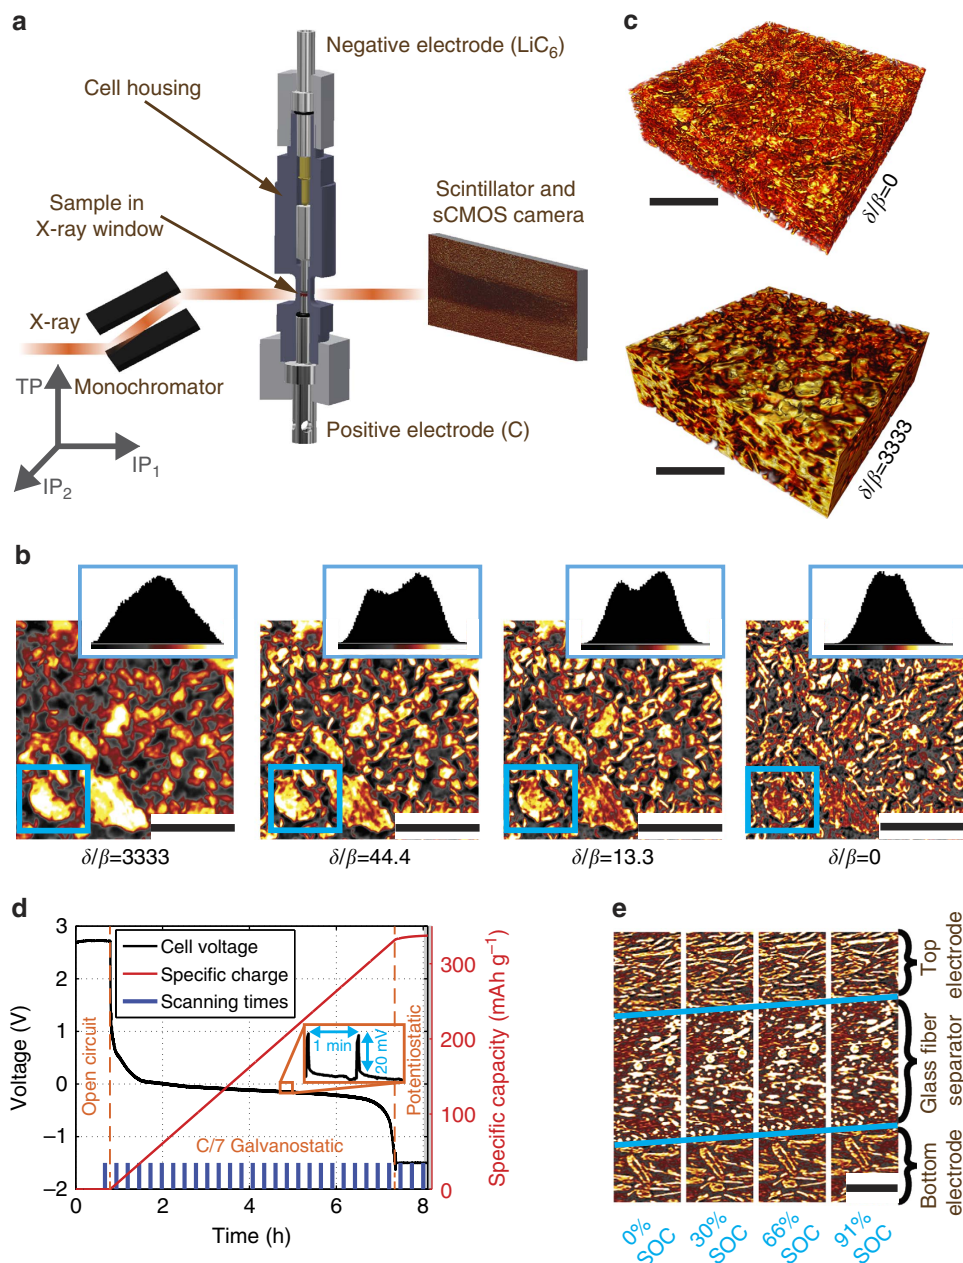 a
Negative electrode (LiC6)
Cell housing
Sample in
X-ray window
Scintillator and
sCMOS camera
X-ray
Monochromator
TP
IP1
IP2
Positive electrode (C)
c
δ/β=0
δ/β=3333
b
δ/β=3333
δ/β=44.4
δ/β=13.3
δ/β=0
d
Cell voltage
Specific charge
Scanning times
Voltage (V)
3
2
1
0
−1
−2
Open circuit
C/7 Galvanostatic
Potentiostatic
1 min
20 mV
0
2
4
6
8
Time (h)
300
200
100
0
Specific capacity (mAh g−1)
e
Top
electrode
Glass fiber
separator
Bottom
electrode
0%
SOC
30%
SOC
66%
SOC
91%
SOC